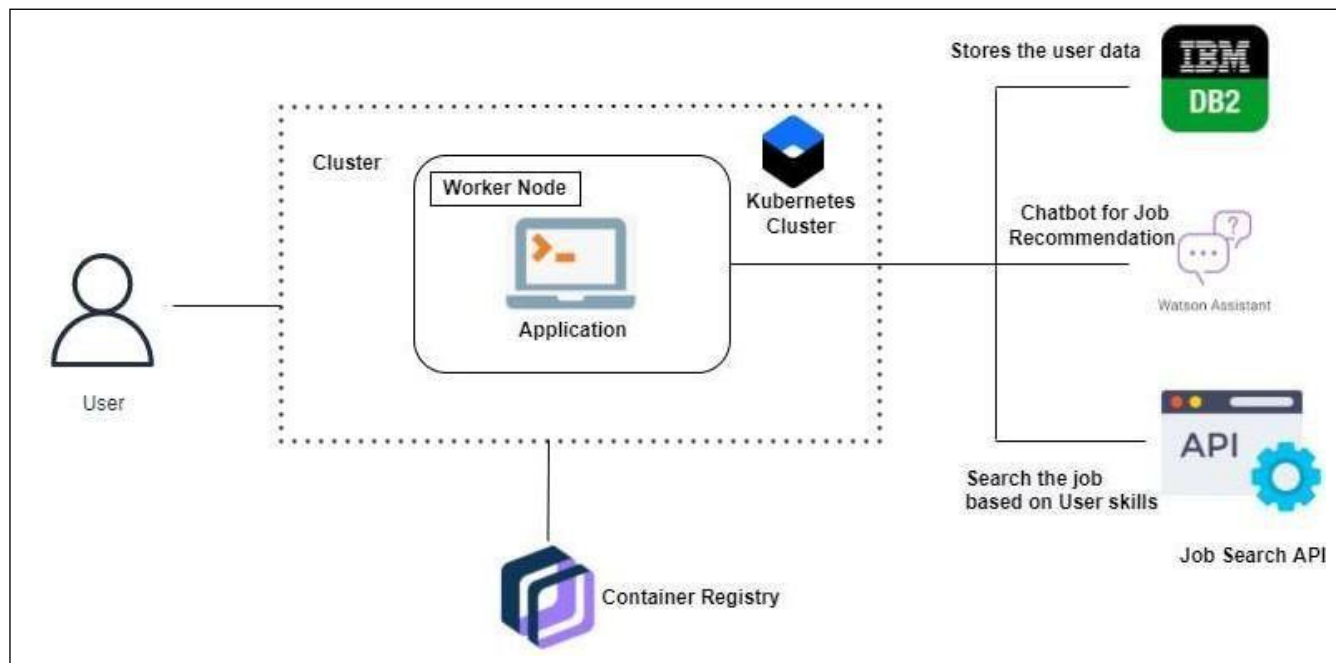 Stores the user data
IBM
DB2
Cluster
Worker Node
Kubernetes
Cluster
Application
Chatbot for Job
Recommendation
?
Watson Assistant
User
API
Search the job
based on User skills
Job Search API
Container Registry